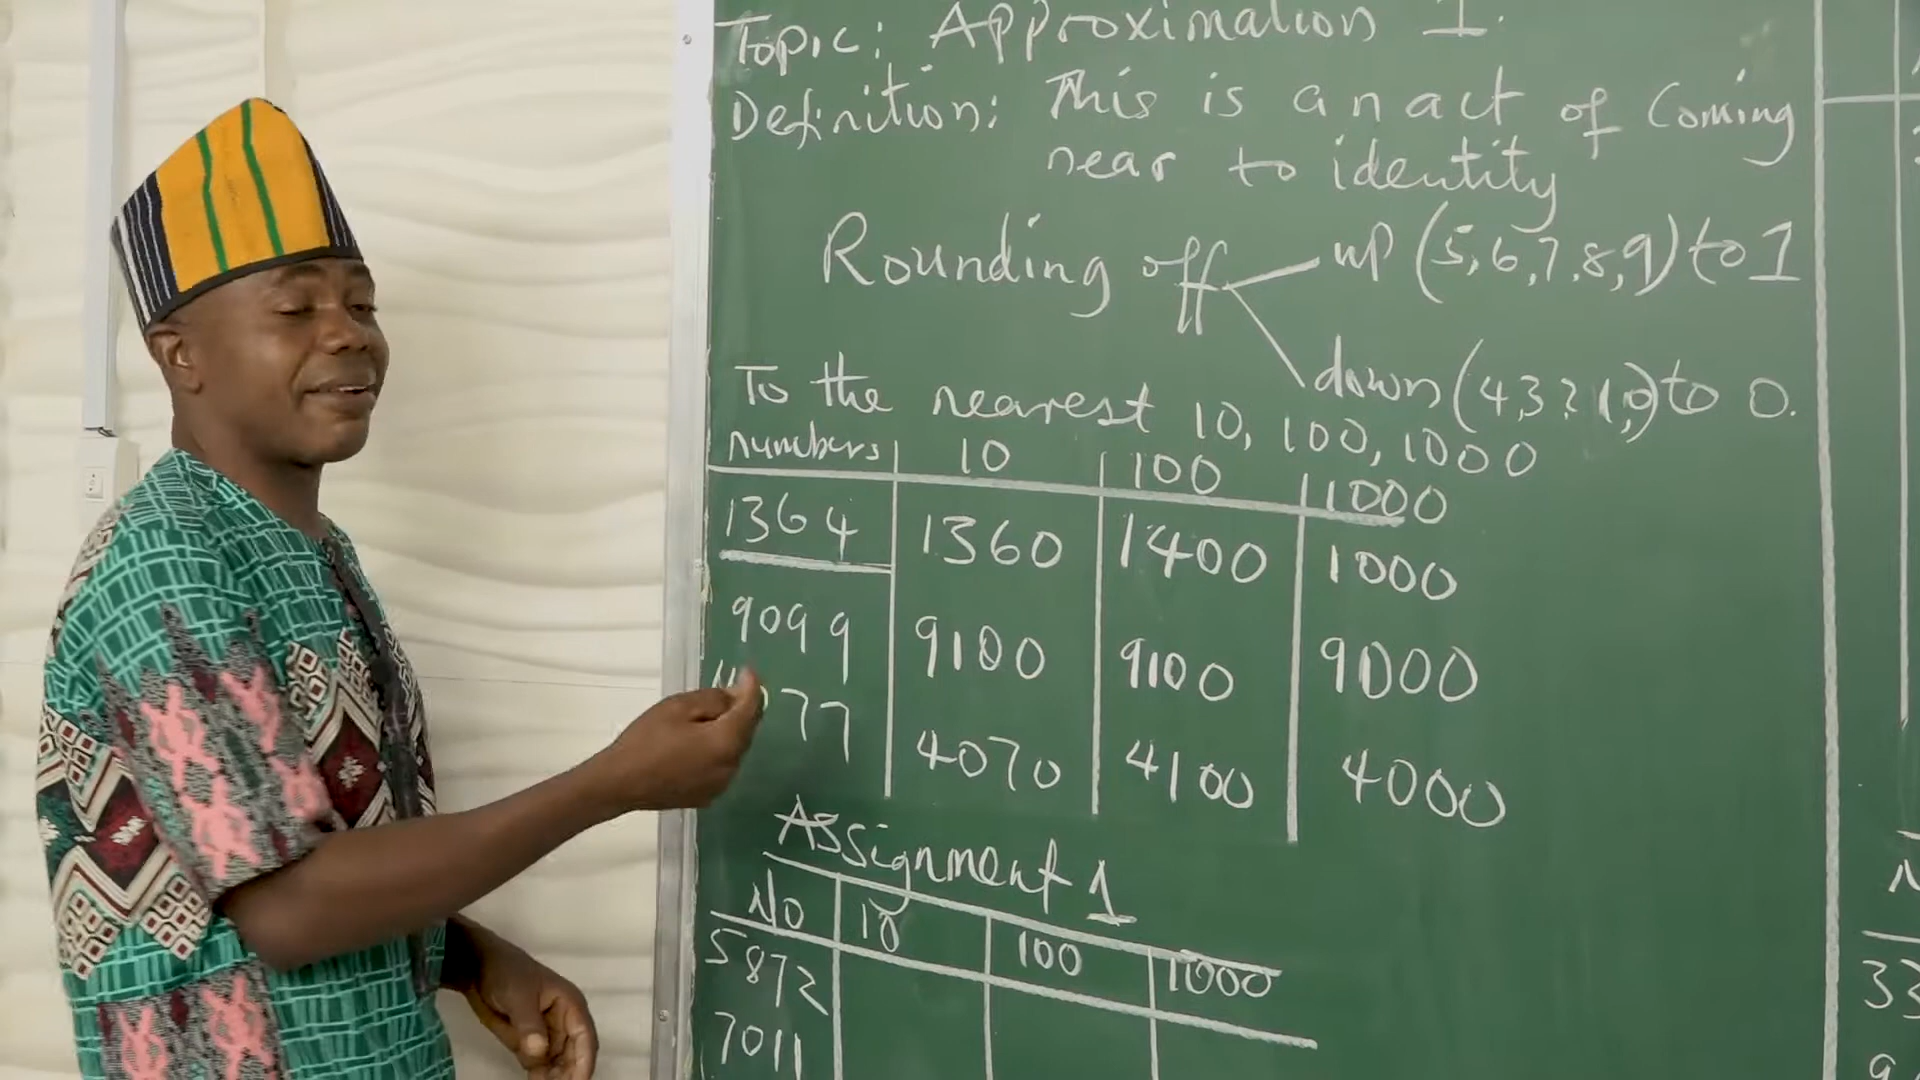 Topic: Approximation 1.
Definition: This is an act of Coming
near to identity
Rounding off
up (5,6,7,8,9) to 1
down (4,3,2,1,0) to 0.
To the nearest 10, 100, 1000
numbers 10 100 1000
1364 1360 1400 1000
9099 9100 9100 9000
77 4070 4100 4000
Assignment 1
No 10 100 1000
5872
7011
33